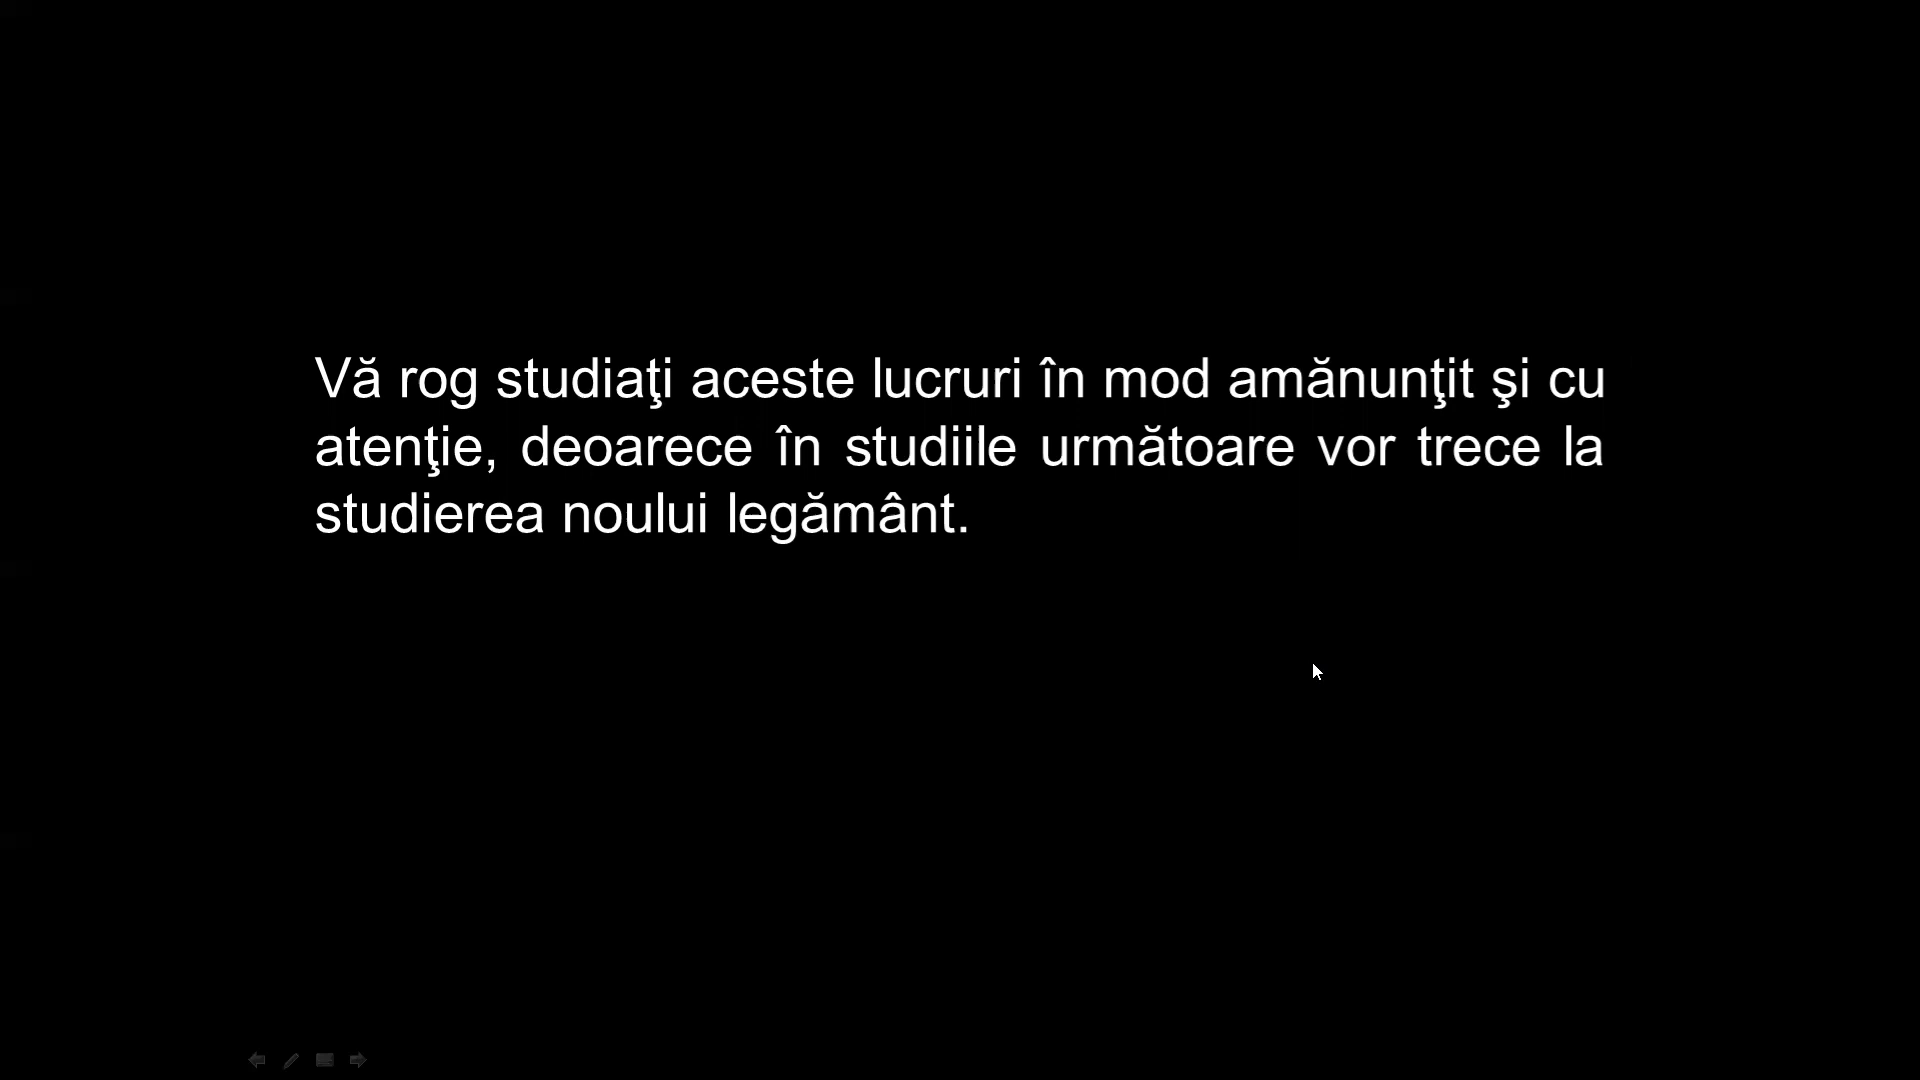 Vă rog studiaţi aceste lucruri în mod amănunţit şi cu
atenţie, deoarece în studiile următoare vor trece la
studierea noului legământ.